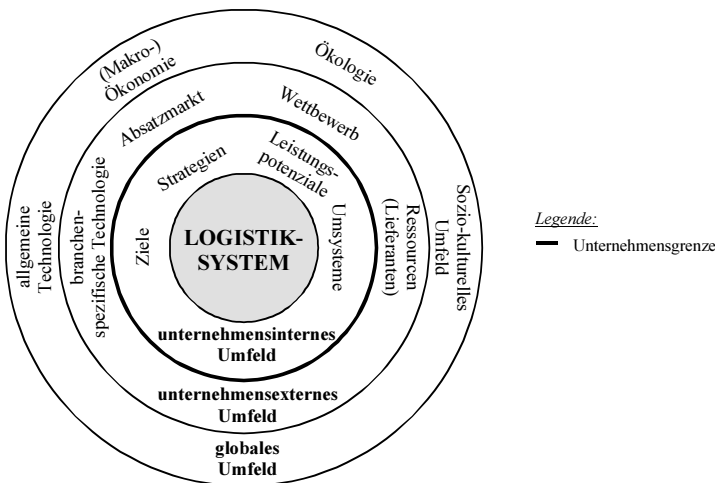 (Makro-)
Ökonomie
Ökologie
Absatzmarkt
Wettbewerb
Strategien
Leistungs-
potenziale
allgemeine
Technologie
branchen-
spezifische Technologie
Ziele
LOGISTIK-
SYSTEM
Umsysteme
Ressourcen
(Lieferanten)
Sozio-kulturelles
Umfeld
unternehmensinternes
Umfeld
unternehmensexternes
Umfeld
globales
Umfeld
Legende:
Unternehmensgrenze